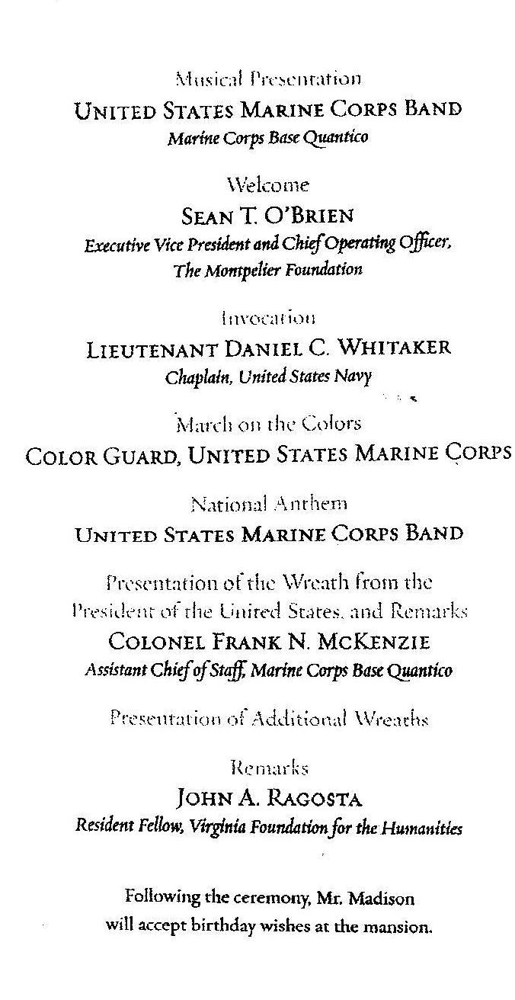 Musical Presentation
UNITED STATES MARINE CORPS BAND
Marine Corps Base Quantico
Welcome
SEAN T. O'BRIEN
Executive Vice President and Chief Operating Officer,
The Montpelier Foundation
Invocation
LIEUTENANT DANIEL C. WHITAKER
Chaplain, United States Navy
March on the Colors
COLOR GUARD, UNITED STATES MARINE CORPS
National Anthem
UNITED STATES MARINE CORPS BAND
Presentation of the Wreath from the
President of the United States, and Remarks
COLONEL FRANK N. MCKENZIE
Assistant Chief of Staff, Marine Corps Base Quantico
Presentation of Additional Wreaths
Remarks
JOHN A. RAGOSTA
Resident Fellow, Virginia Foundation for the Humanities
Following the ceremony, Mr. Madison
will accept birthday wishes at the mansion.